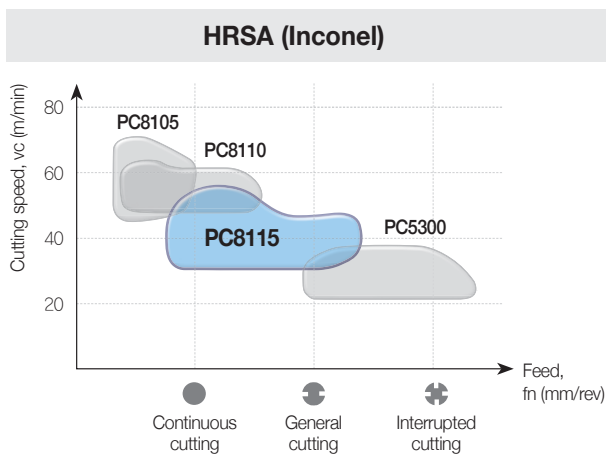 HRSA (Inconel)
Cutting speed, vc (m/min)
80
60
40
20
PC8105
PC8110
PC8115
PC5300
Feed,
fn (mm/rev)
Continuous
cutting
General
cutting
Interrupted
cutting